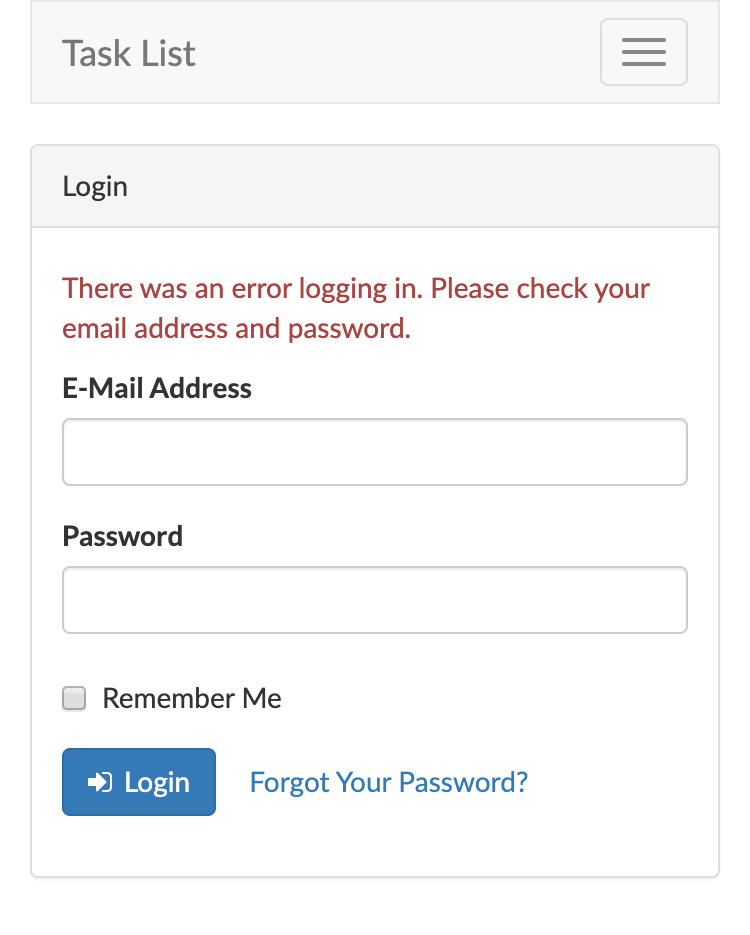 Task List
Login
There was an error logging in. Please check your
email address and password.
E-Mail Address
Password
Remember Me
Login
Forgot Your Password?